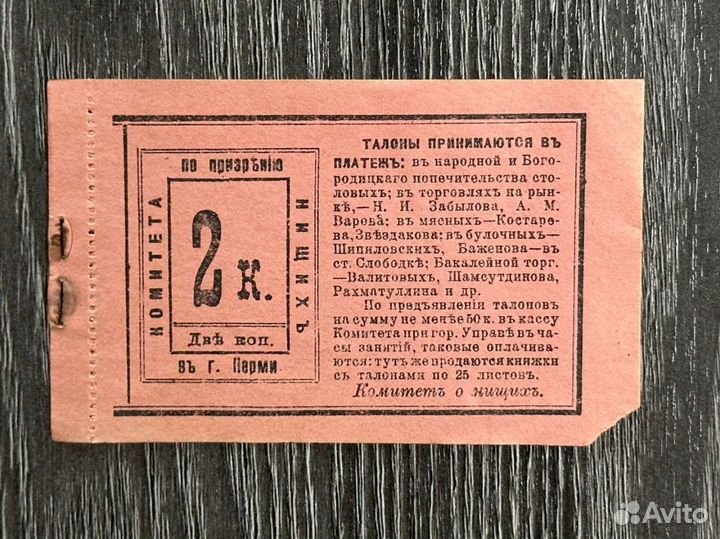 КОМИТЕТА
по призрѣнію
НИЩИХЪ
2 к.
Двѣ коп.
въ г. Перми
ТАЛОНЫ ПРИНИМАЮТСЯ ВЪ
ПЛАТЕЖЪ: въ народной и Бого-
родицкаго попечительства сто-
ловыхъ; въ торговляхъ на рын-
кѣ,—Н. И. Забылова, А. М.
Варова: въ мясныхъ—Костаре-
ва, Звѣздакова; въ булочныхъ—
Шипиловскихъ, Баженова—въ
ст. Слободкѣ; Бакалейной торг.
—Валитовыхъ, Шамсутдинова,
Рахматуллина и др.
По предъявленіи талоновъ
на сумму не менѣе 50 к. въ кассу
Комитета при гор. Управѣ въ ча-
сы занятій, таковые оплачива-
ются: тутъ же продаются книжки
съ талонами по 25 листовъ.
Комитетъ о нищихъ.
Avito